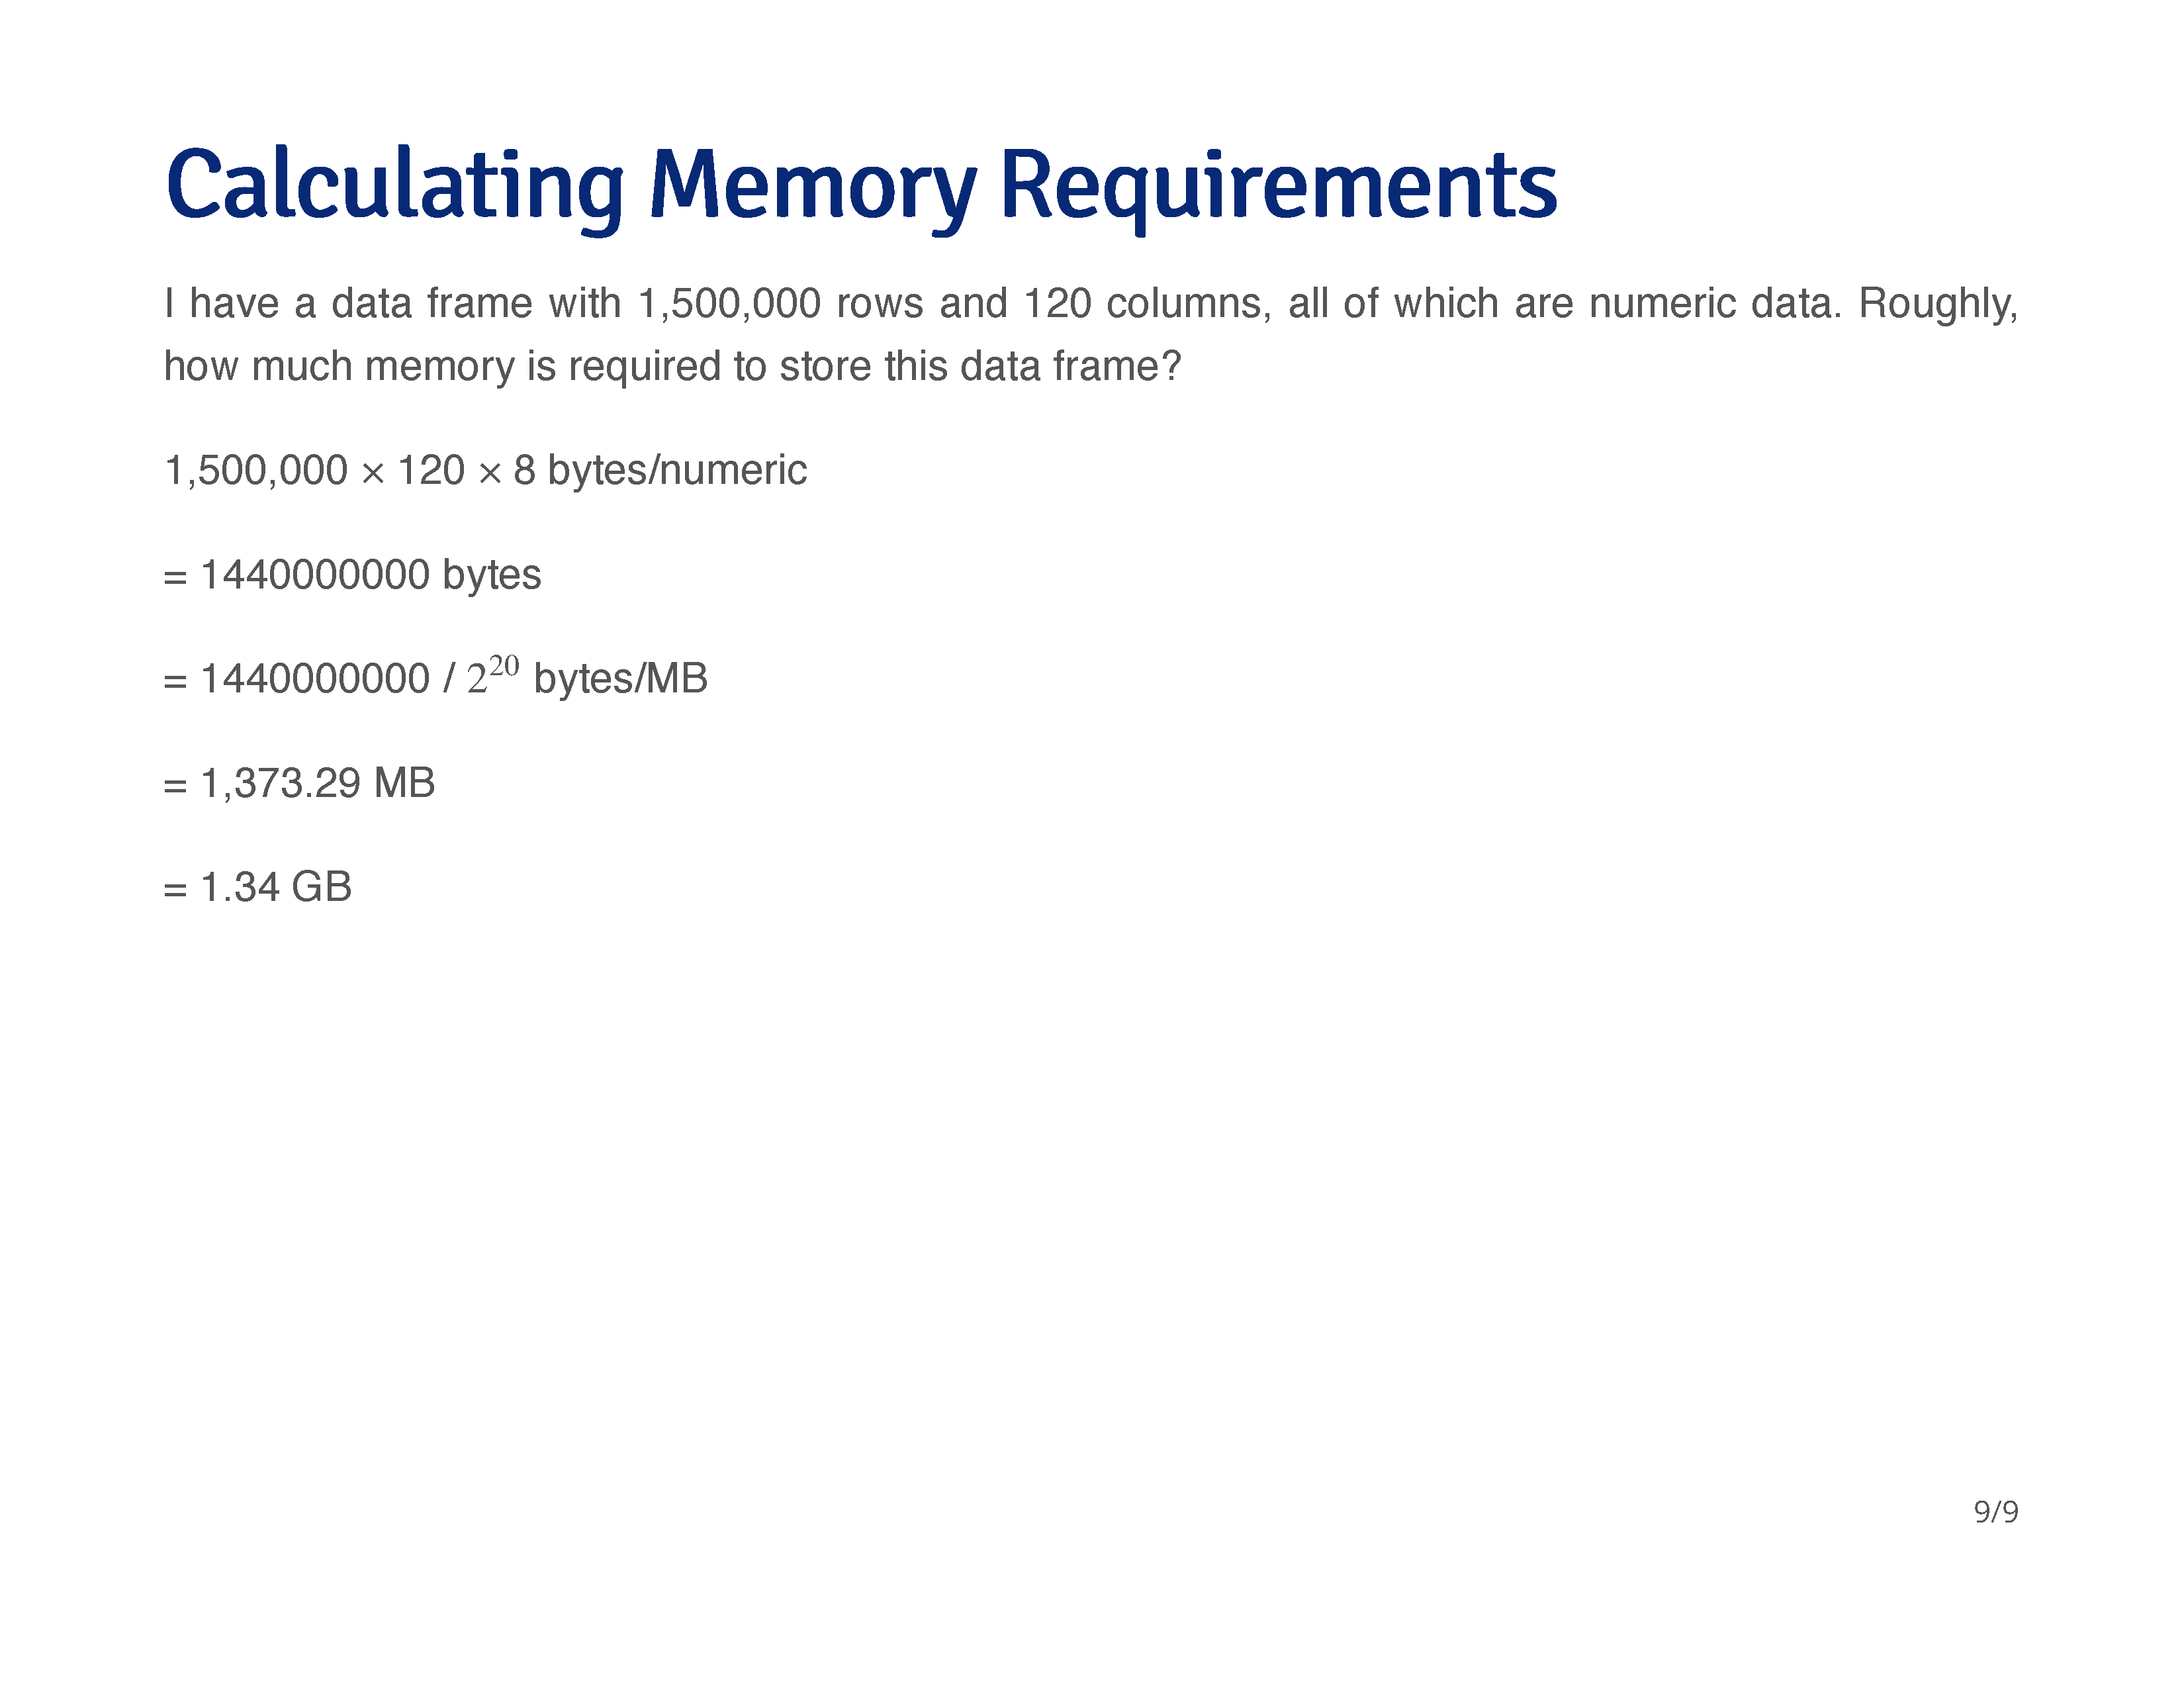 Calculating Memory Requirements
I have a data frame with 1,500,000 rows and 120 columns, all of which are numeric data. Roughly,
how much memory is required to store this data frame?
1,500,000 × 120 × 8 bytes/numeric
= 1440000000 bytes
= 1440000000 / 2²⁰ bytes/MB
= 1,373.29 MB
= 1.34 GB
9/9